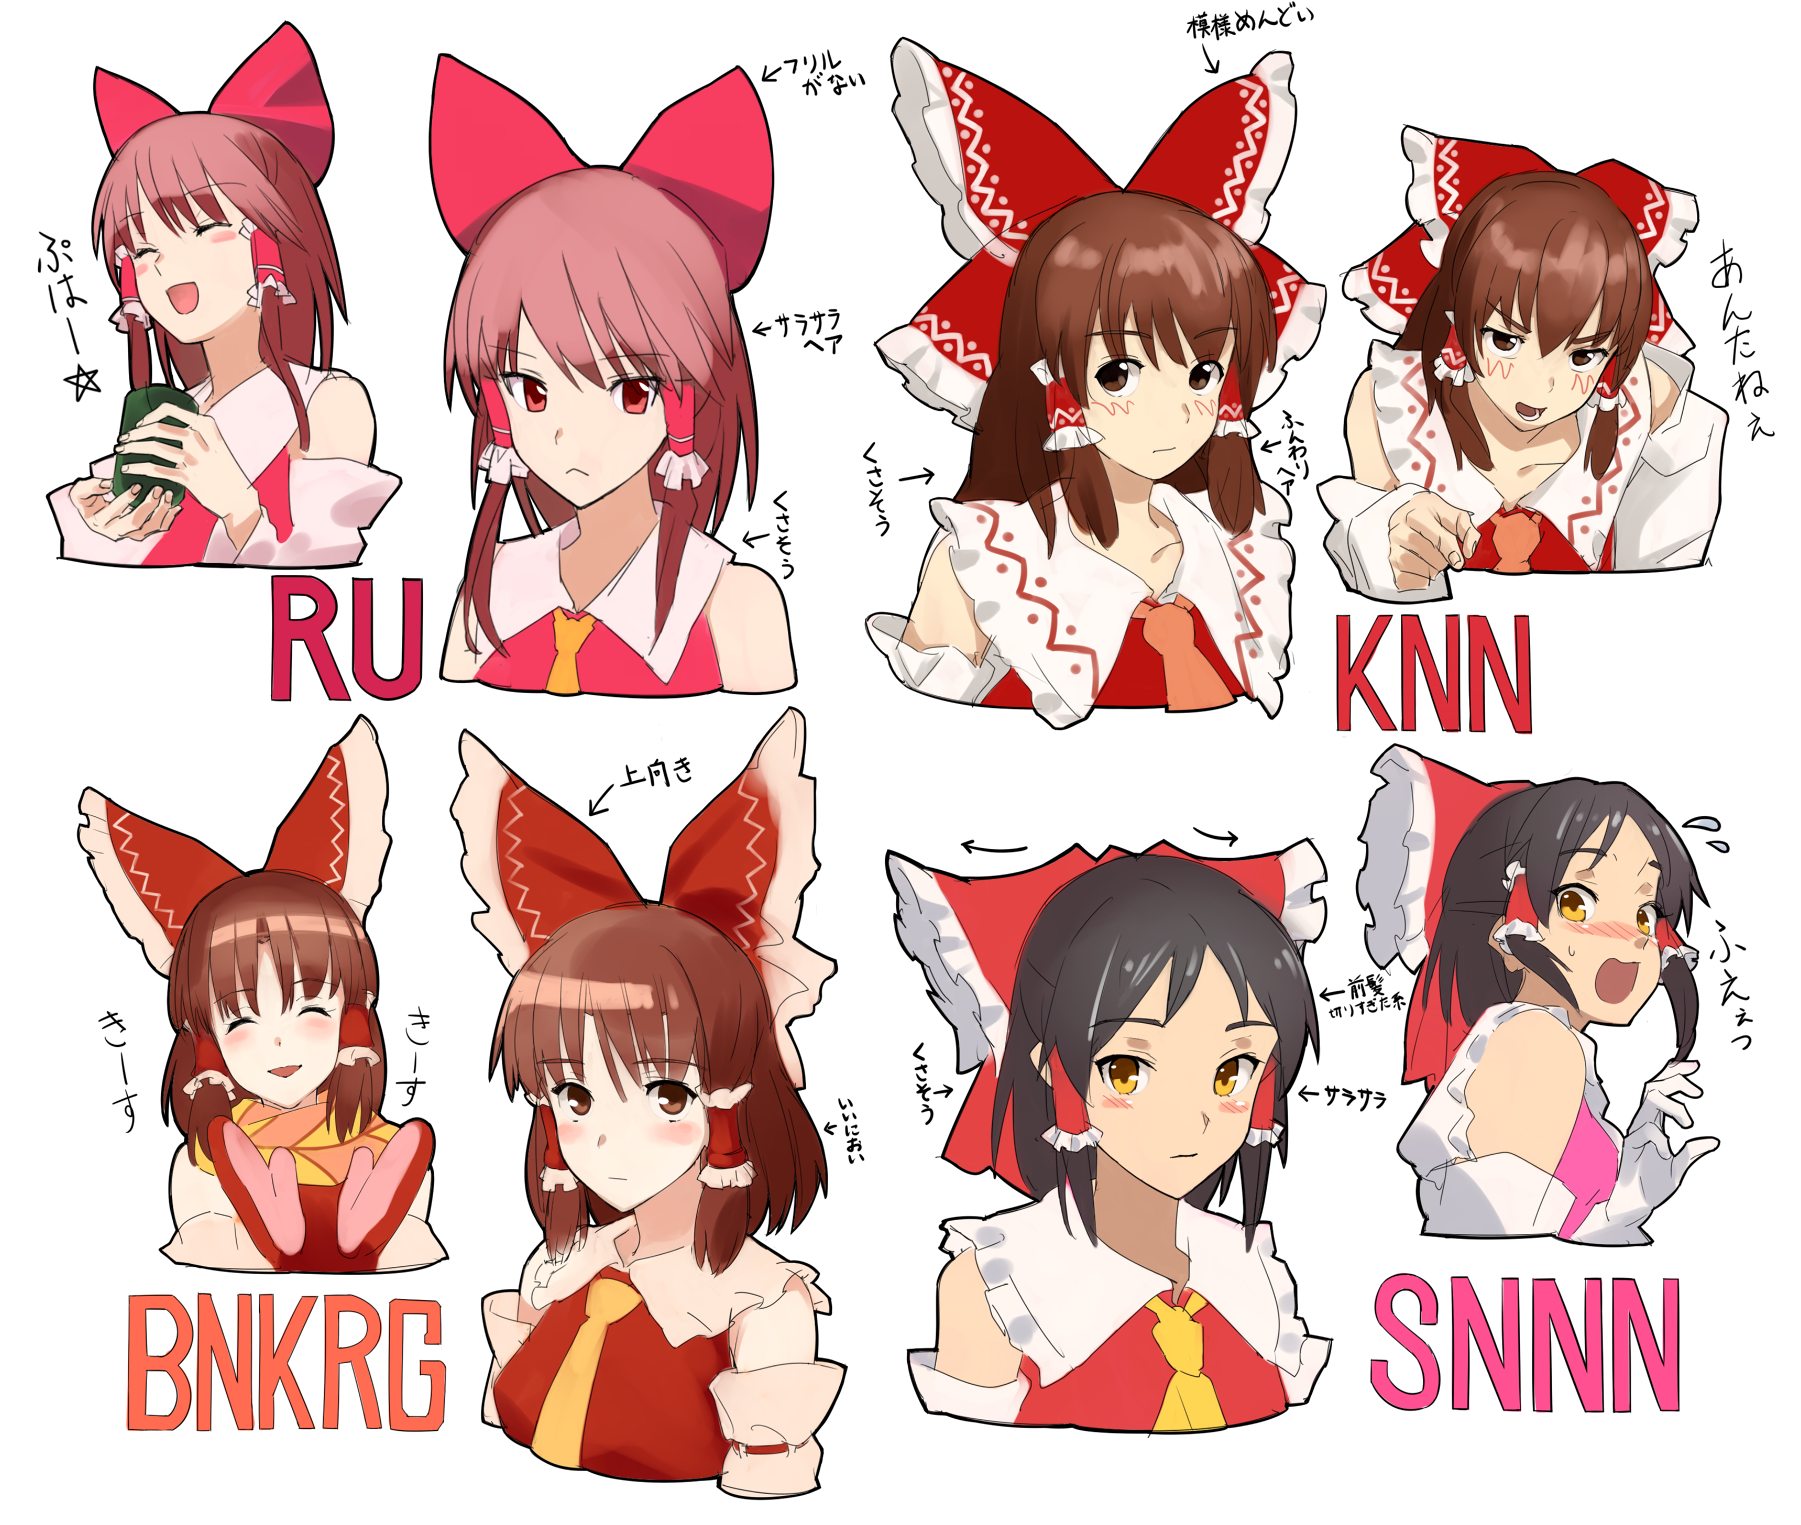 ぷはー☆
←フリル
がない
←サラサラ
ヘア
←くさそう
RU
模様めんどい
↓
くさそう→
←ふんわり
ヘア
あんたねぇ
KNN
きーす
きーす
上向き
←いいにおい
BNKRG
←前髪
切りすぎた系
くさそう→
←サラサラ
ふえぇっ
SNNN